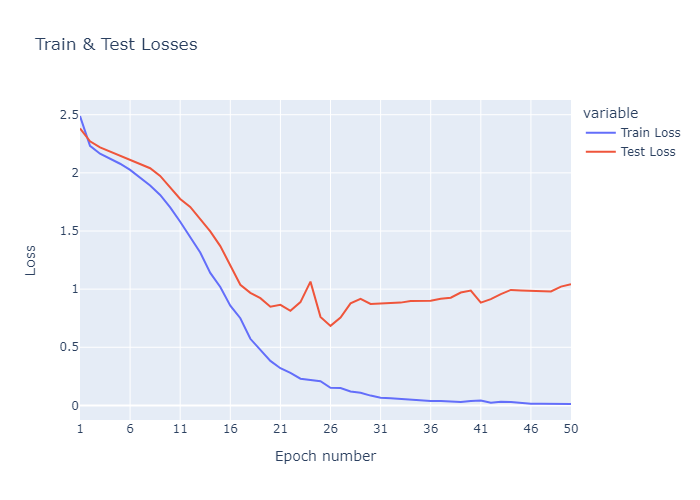 Train & Test Losses
variable
Train Loss
Test Loss
2.5
2
1.5
1
0.5
0
Loss
1 6 11 16 21 26 31 36 41 46 50
Epoch number